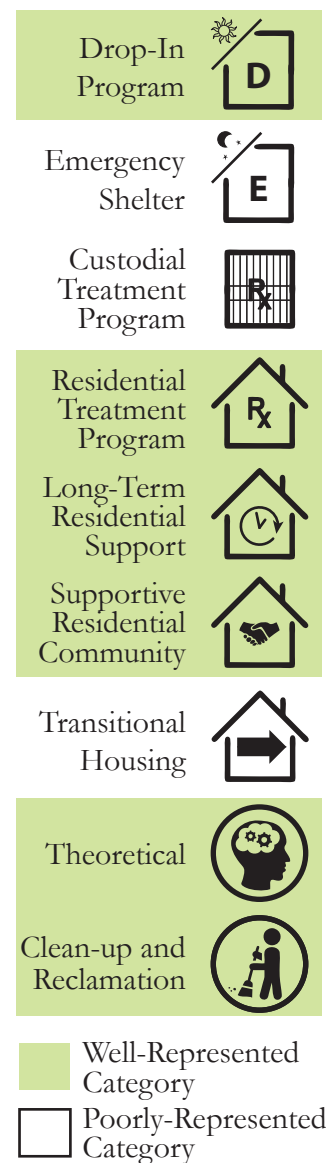 Drop-In
Program
D
Emergency
Shelter
E
Custodial
Treatment
Program
Rx
Residential
Treatment
Program
Rx
Long-Term
Residential
Support
Supportive
Residential
Community
Transitional
Housing
Theoretical
Clean-up and
Reclamation
Well-Represented
Category
Poorly-Represented
Category